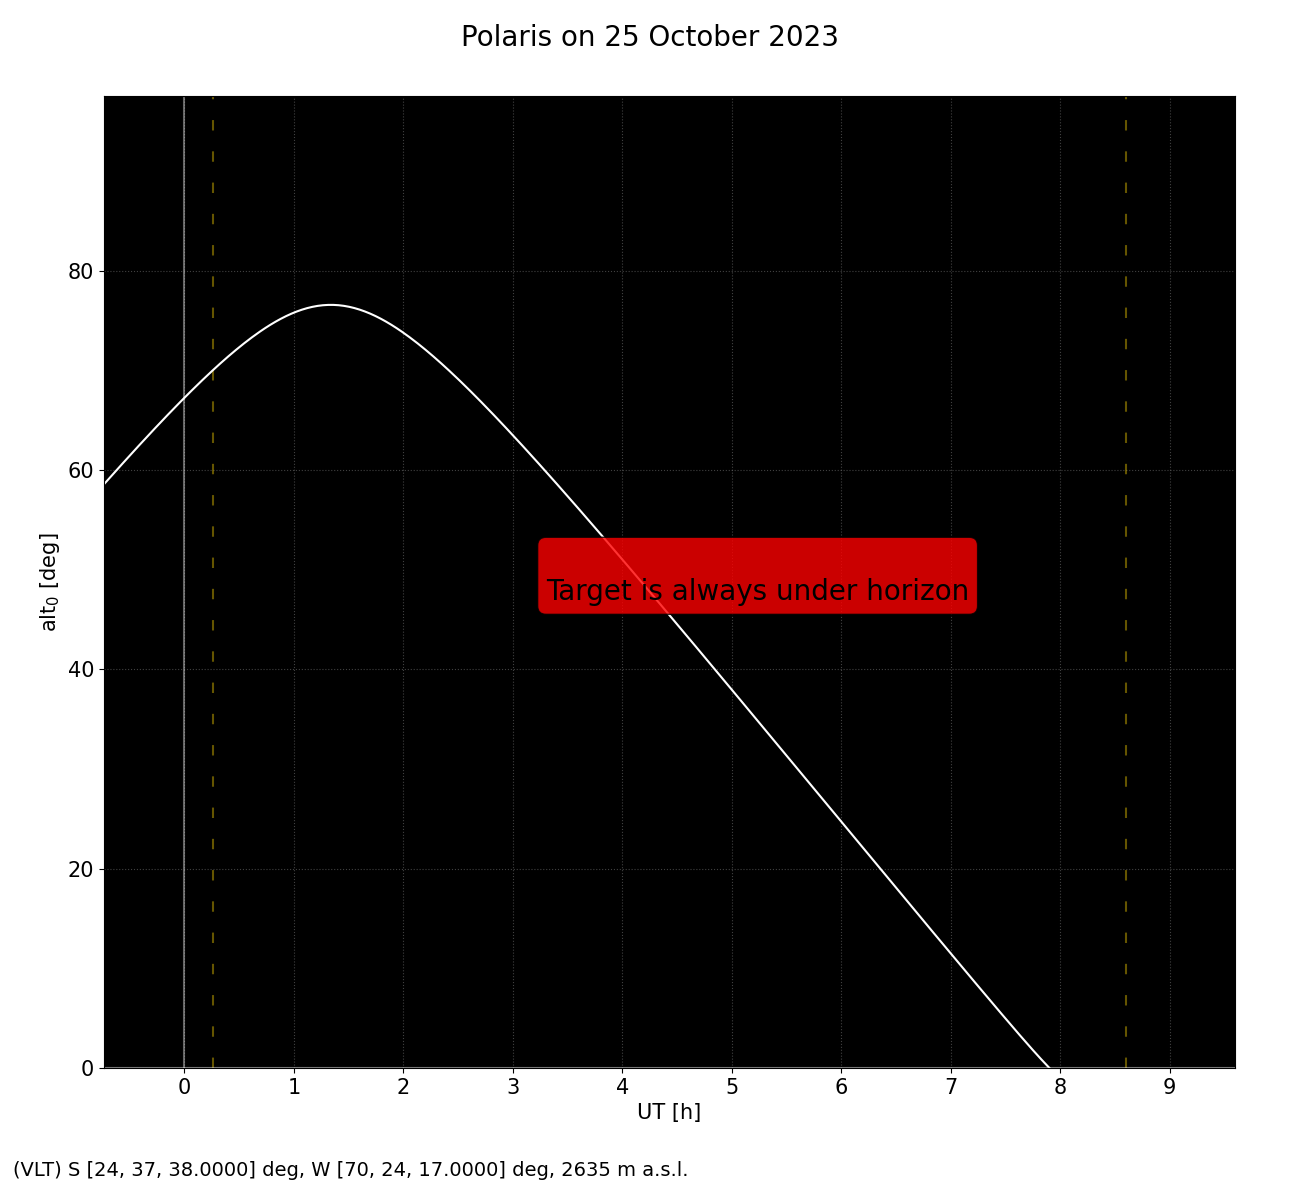 Polaris on 25 October 2023
80
60
40
20
0
alt₀ [deg]
Target is always under horizon
0 1 2 3 4 5 6 7 8 9
UT [h]
(VLT) S [24, 37, 38.0000] deg, W [70, 24, 17.0000] deg, 2635 m a.s.l.